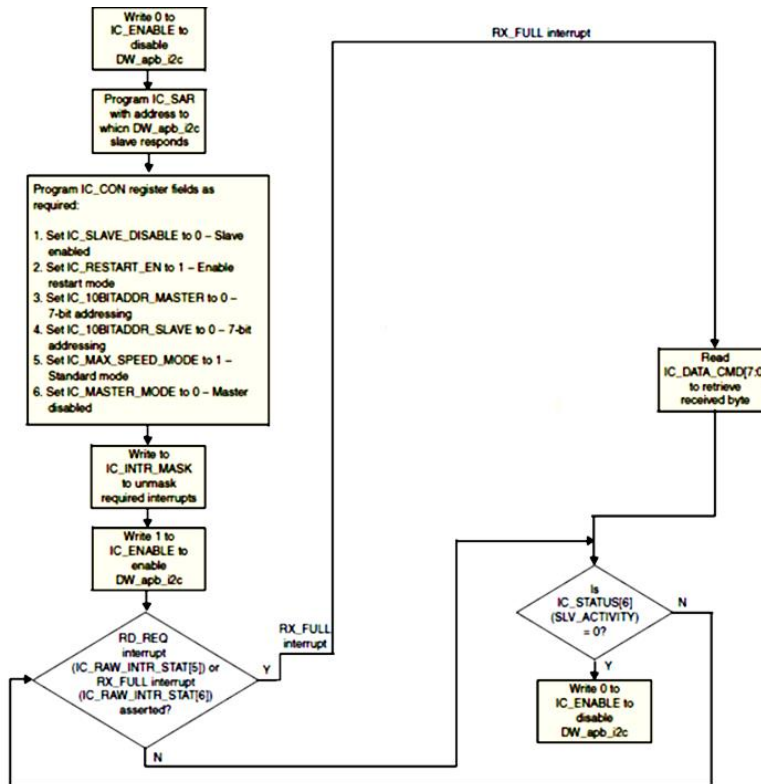 Write 0 to
IC_ENABLE to
disable
DW_apb_i2c
Program IC_SAR
with address to
which DW_apb_i2c
slave responds
Program IC_CON register fields as
required:
1. Set IC_SLAVE_DISABLE to 0 – Slave
enabled
2. Set IC_RESTART_EN to 1 – Enable
restart mode
3. Set IC_10BITADDR_MASTER to 0 –
7-bit addressing
4. Set IC_10BITADDR_SLAVE to 0 – 7-bit
addressing
5. Set IC_MAX_SPEED_MODE to 1 –
Standard mode
6. Set IC_MASTER_MODE to 0 – Master
disabled
Write to
IC_INTR_MASK
to unmask
required interrupts
Write 1 to
IC_ENABLE to
enable
DW_apb_i2c
RD_REQ
interrupt
(IC_RAW_INTR_STAT[5]) or
RX_FULL interrupt
(IC_RAW_INTR_STAT[6])
asserted?
Y
N
RX_FULL
interrupt
RX_FULL interrupt
Read
IC_DATA_CMD[7:0
to retrieve
received byte
Is
IC_STATUS[6]
(SLV_ACTIVITY)
= 0?
N
Y
Write 0 to
IC_ENABLE to
disable
DW_apb_i2c